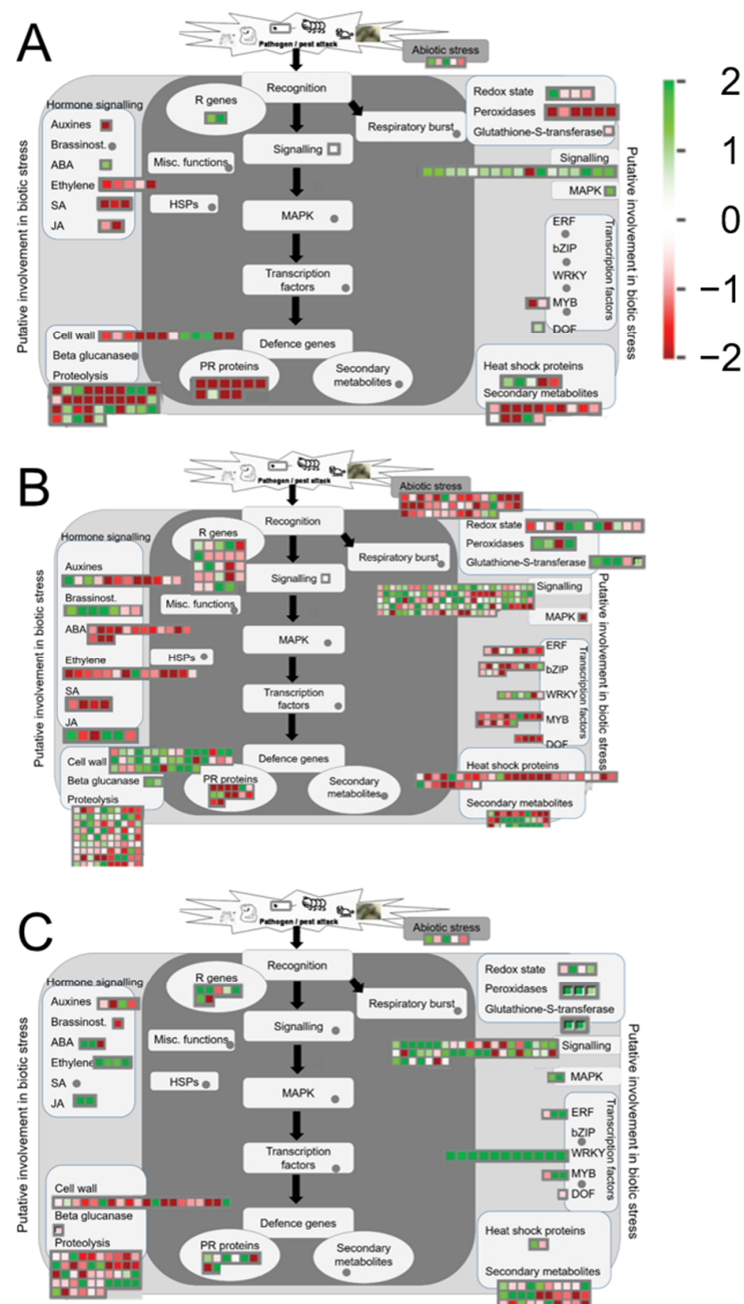 A
Pathogen / pest attack
Abiotic stress
Recognition
Hormone signalling
R genes
Respiratory burst
Redox state
Peroxidases
Glutathione-S-transferase
Auxines
Brassinost.
ABA
Ethylene
SA
JA
Misc. functions
HSPs
Signalling
MAPK
Transcription
factors
Defence genes
Signalling
MAPK
ERF
bZIP
WRKY
MYB
DOF
Transcription factors
Putative involvement in biotic stress
Putative involvement in biotic stress
Cell wall
Beta glucanase
Proteolysis
PR proteins
Secondary
metabolites
Heat shock proteins
Secondary metabolites
2
1
0
−1
−2
B
Pathogen / pest attack
Abiotic stress
Recognition
Hormone signalling
R genes
Respiratory burst
Redox state
Peroxidases
Glutathione-S-transferase
Auxines
Brassinost.
ABA
Ethylene
SA
JA
Misc. functions
HSPs
Signalling
MAPK
Transcription
factors
Defence genes
Signalling
MAPK
ERF
bZIP
WRKY
MYB
DOF
Transcription factors
Putative involvement in biotic stress
Putative involvement in biotic stress
Cell wall
Beta glucanase
Proteolysis
PR proteins
Secondary
metabolites
Heat shock proteins
Secondary metabolites
C
Pathogen / pest attack
Abiotic stress
Recognition
Hormone signalling
R genes
Respiratory burst
Redox state
Peroxidases
Glutathione-S-transferase
Auxines
Brassinost.
ABA
Ethylene
SA
JA
Misc. functions
HSPs
Signalling
MAPK
Transcription
factors
Defence genes
Signalling
MAPK
ERF
bZIP
WRKY
MYB
DOF
Transcription factors
Putative involvement in biotic stress
Putative involvement in biotic stress
Cell wall
Beta glucanase
Proteolysis
PR proteins
Secondary
metabolites
Heat shock proteins
Secondary metabolites